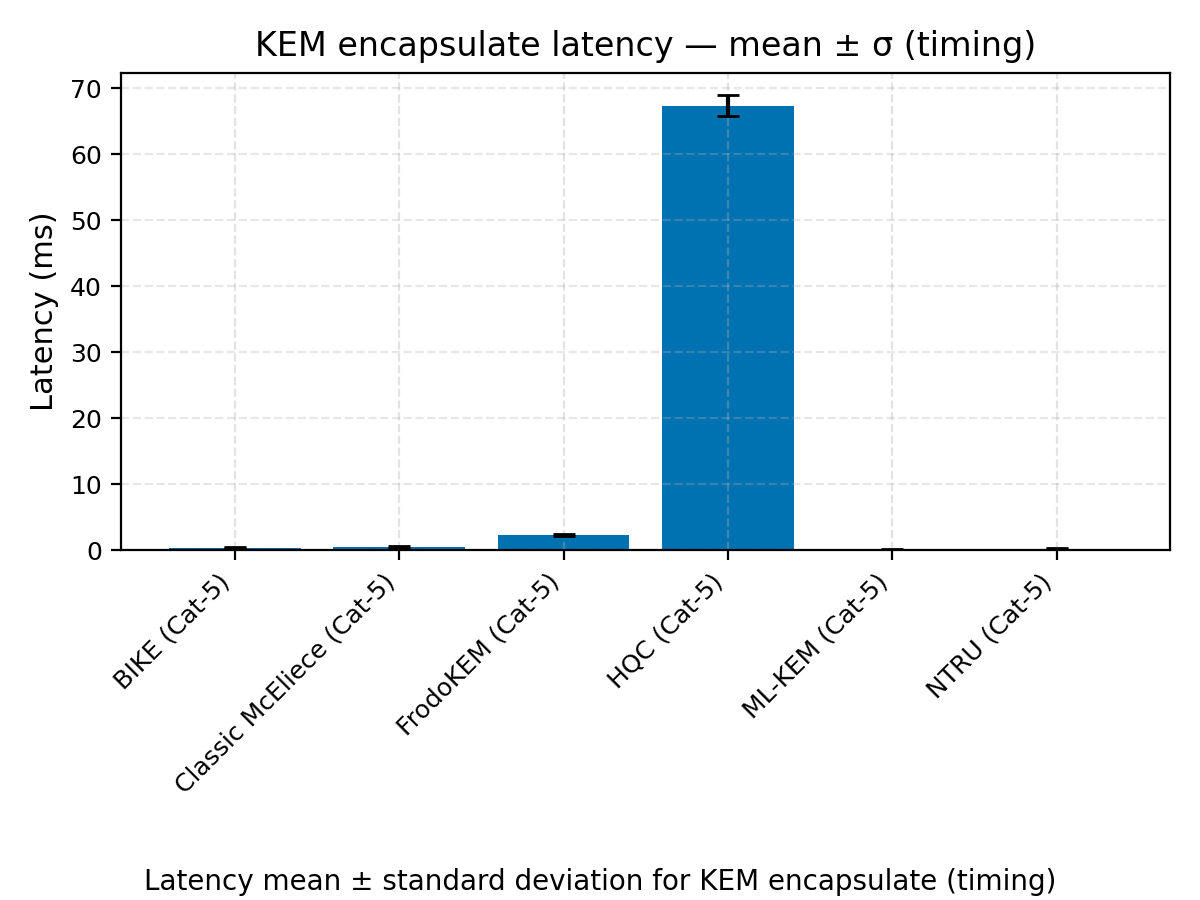 KEM encapsulate latency — mean ± σ (timing)
Latency (ms)
70
60
50
40
30
20
10
0
BIKE (Cat-5)
Classic McEliece (Cat-5)
FrodoKEM (Cat-5)
HQC (Cat-5)
ML-KEM (Cat-5)
NTRU (Cat-5)
Latency mean ± standard deviation for KEM encapsulate (timing)